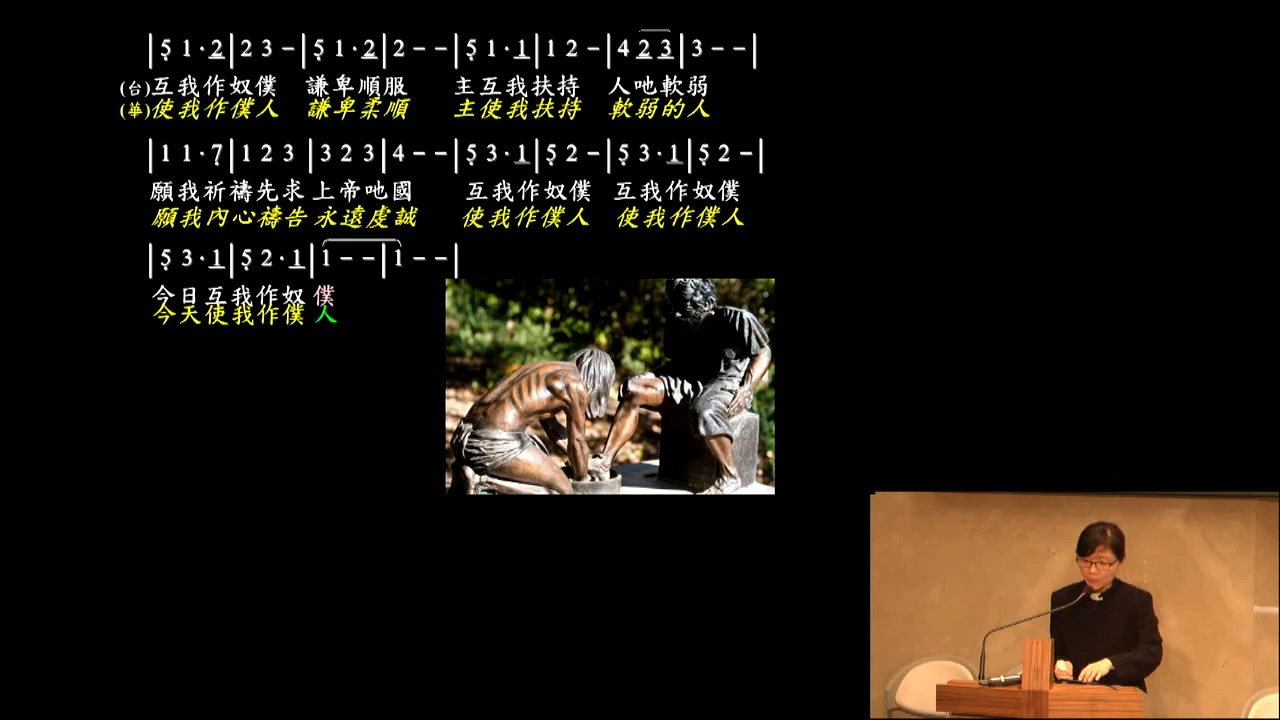 |5̣ 1·2|2 3 -|5̣ 1·2|2 - -|5̣ 1·1|1 2 -|4 2 3|3 - -|
(台)互我作奴僕 謙卑順服 主互我扶持 人吔軟弱
(華)使我作僕人 謙卑柔順 主使我扶持 軟弱的人
|1 1·7̣|1 2 3|3 2 3|4 - -|5̣ 3·1|5̣ 2 -|5̣ 3·1|5̣ 2 -|
願我祈禱先求 上帝吔國 互我作奴僕 互我作奴僕
願我內心禱告 永遠虔誠 使我作僕人 使我作僕人
|5̣ 3·1|5̣ 2·1|1 - -|1 - -|
今日互我作奴 僕
今天使我作僕 人